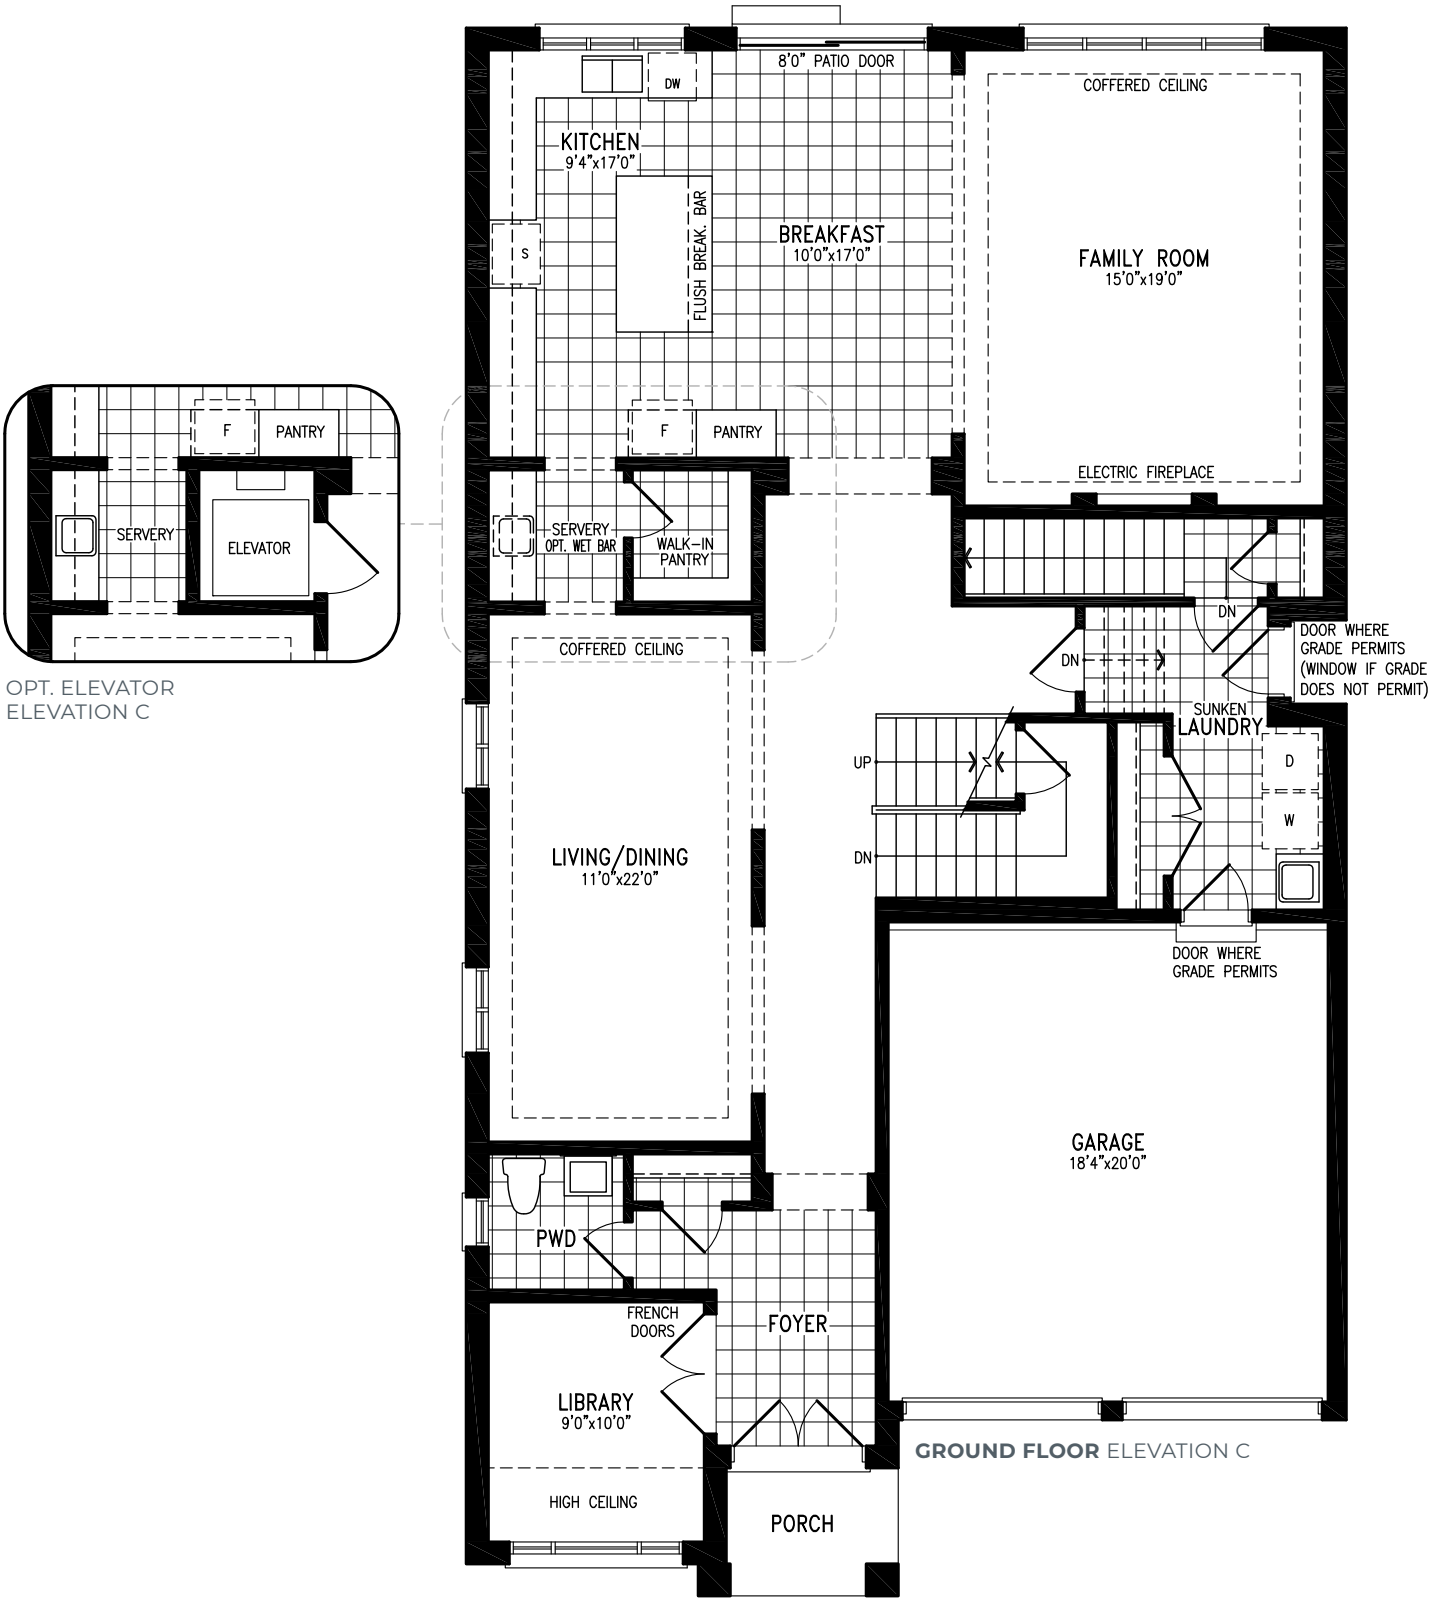 8'0" PATIO DOOR
DW
COFFERED CEILING
KITCHEN
9'4"x17'0"
FLUSH BREAK. BAR
BREAKFAST
10'0"x17'0"
S
FAMILY ROOM
15'0"x19'0"
F
PANTRY
ELECTRIC FIREPLACE
F
PANTRY
SERVERY
ELEVATOR
OPT. ELEVATOR
ELEVATION C
SERVERY
OPT. WET BAR
WALK-IN
PANTRY
DN
DOOR WHERE
GRADE PERMITS
(WINDOW IF GRADE
DOES NOT PERMIT)
COFFERED CEILING
DN
SUNKEN
LAUNDRY
UP
D
W
DN
LIVING/DINING
11'0"x22'0"
DOOR WHERE
GRADE PERMITS
GARAGE
18'4"x20'0"
PWD
FRENCH
DOORS
FOYER
LIBRARY
9'0"x10'0"
GROUND FLOOR ELEVATION C
HIGH CEILING
PORCH